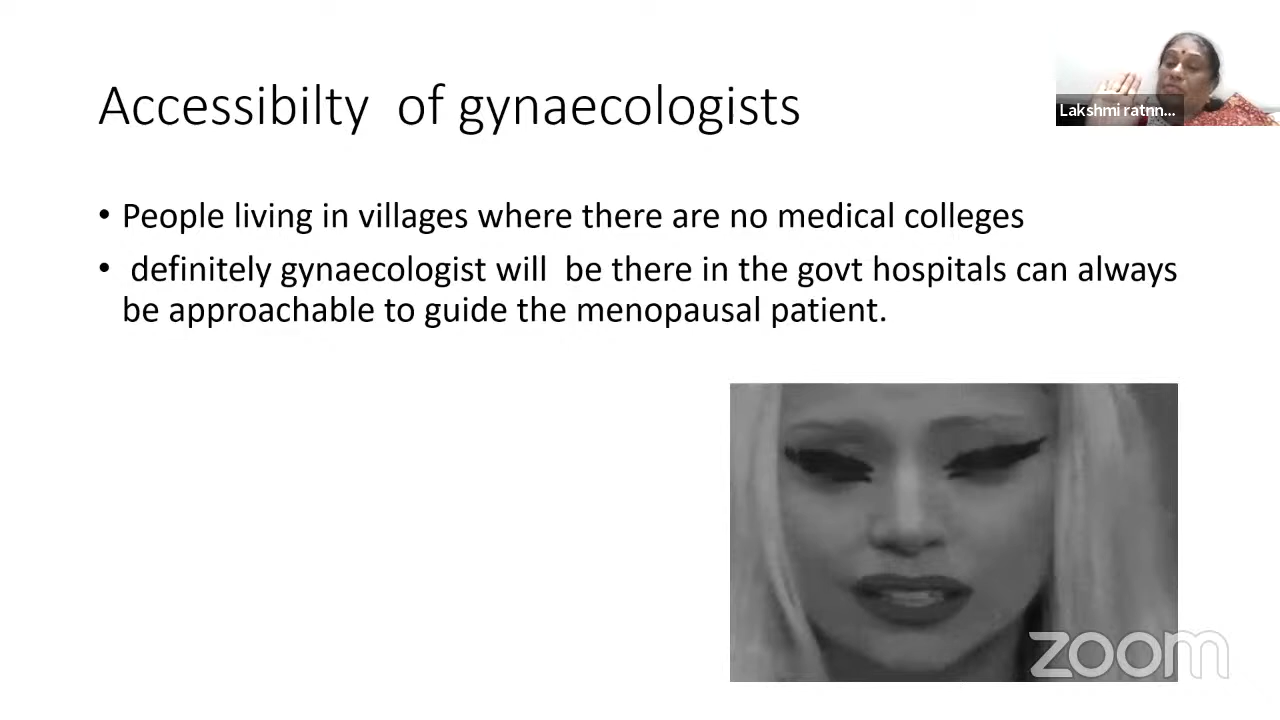 Accessibilty of gynaecologists
Lakshmi ratnn...
• People living in villages where there are no medical colleges
• definitely gynaecologist will be there in the govt hospitals can always
be approachable to guide the menopausal patient.
zoom